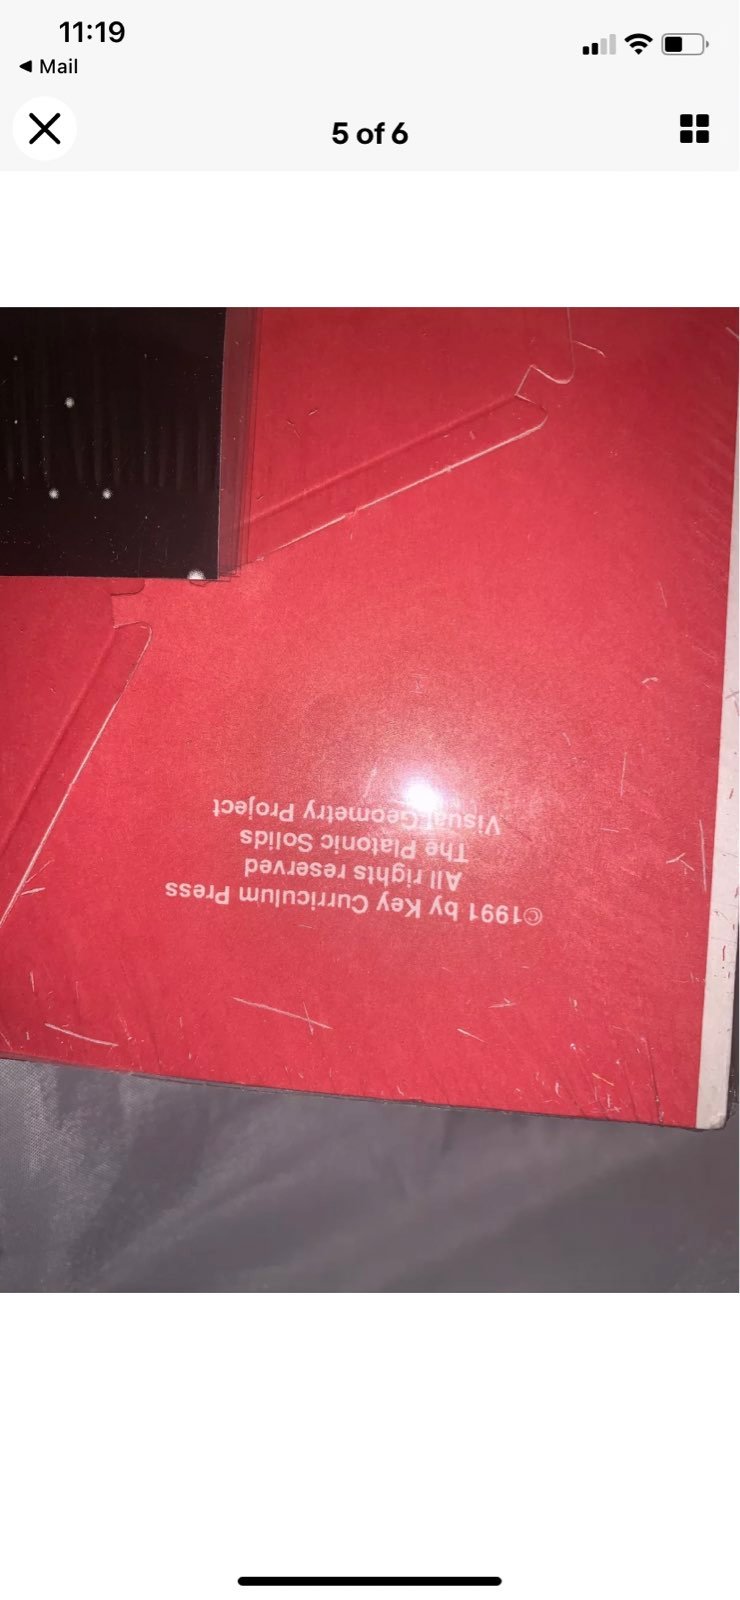 11:19
◀ Mail
5 of 6
©1991 by Key Curriculum Press
All rights reserved
The Platonic Solids
Visual Geometry Project